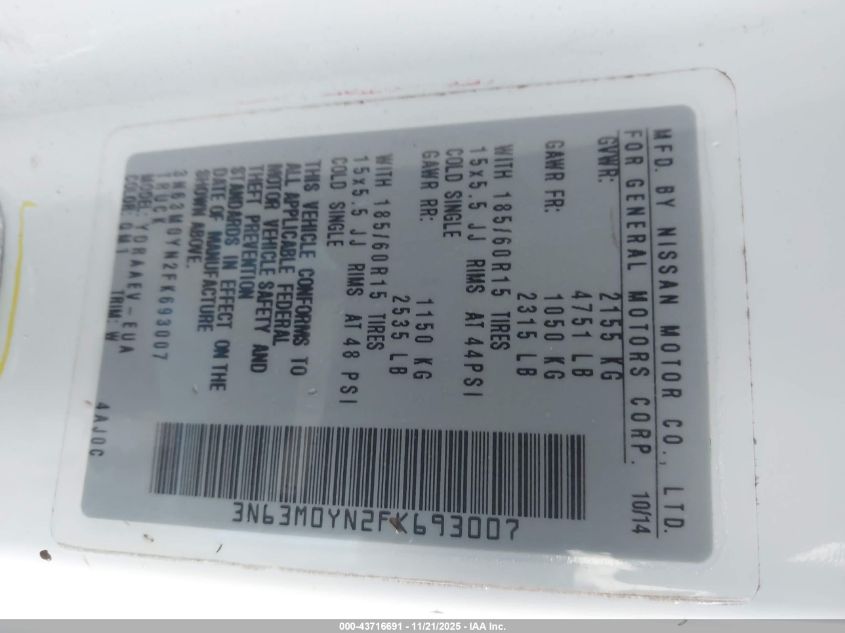 MFD. BY NISSAN MOTOR CO., LTD.
FOR GENERAL MOTORS CORP. 10/14
GVWR: 2155 KG
4751 LB
GAWR FR: 1050 KG
2315 LB
WITH 185/60R15 TIRES
15x5.5 JJ RIMS AT 44PSI
COLD SINGLE
GAWR RR: 1150 KG
2535 LB
WITH 185/60R15 TIRES
15x5.5 JJ RIMS AT 48 PSI
COLD SINGLE
THIS VEHICLE CONFORMS TO
ALL APPLICABLE FEDERAL
MOTOR VEHICLE SAFETY AND
THEFT PREVENTION
STANDARDS IN EFFECT ON THE
DATE OF MANUFACTURE
SHOWN ABOVE.
3N63M0YN2FK693007
TRUCK
MODEL: YDRAAEV-EUA
COLOR: QM1 TRIM: W 4AJ0C
3N63M0YN2FK693007
000-43716691 - 11/21/2025 - IAA Inc.